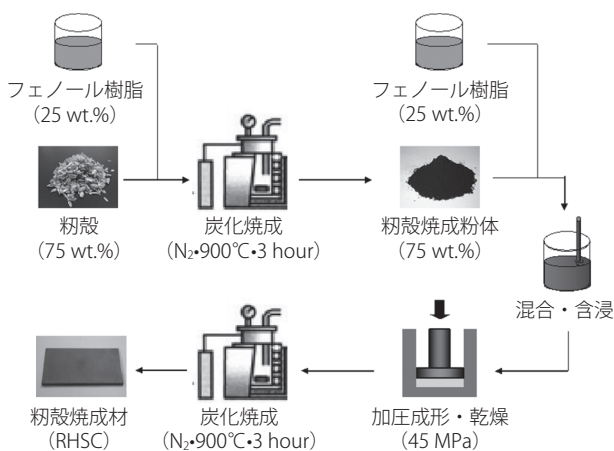 フェノール樹脂
(25 wt.%)
フェノール樹脂
(25 wt.%)
籾殻
(75 wt.%)
炭化焼成
(N₂•900℃•3 hour)
籾殻焼成粉体
(75 wt.%)
混合・含浸
籾殻焼成材
(RHSC)
炭化焼成
(N₂•900℃•3 hour)
加圧成形・乾燥
(45 MPa)